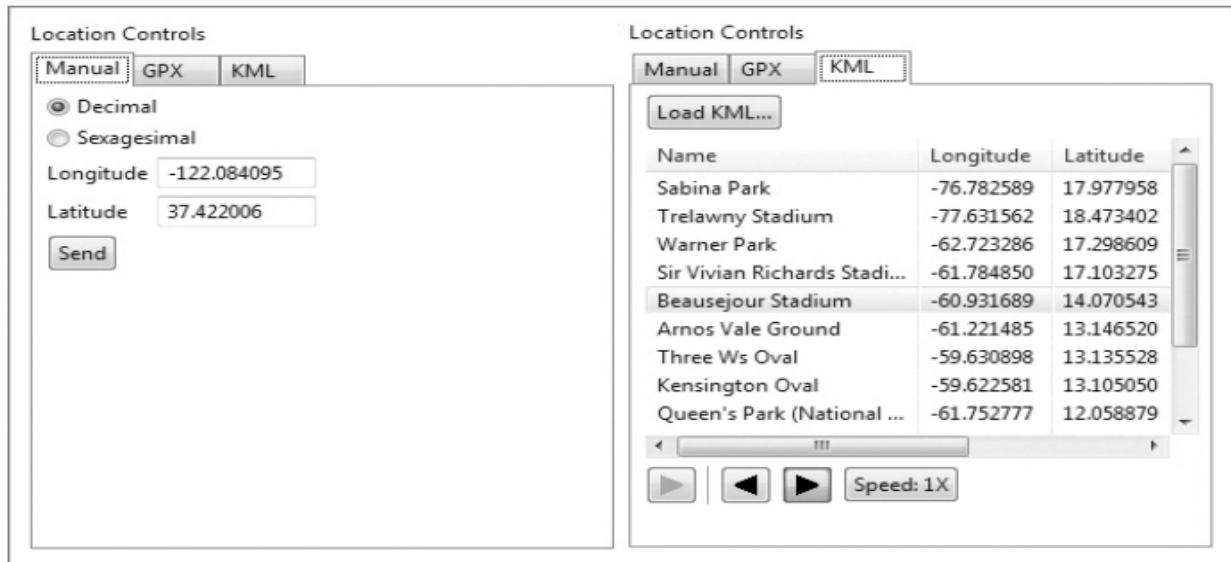 Location Controls
Manual GPX KML
Decimal
Sexagesimal
Longitude -122.084095
Latitude 37.422006
Send
Location Controls
Manual GPX KML
Load KML...
Name Longitude Latitude
Sabina Park -76.782589 17.977958
Trelawny Stadium -77.631562 18.473402
Warner Park -62.723286 17.298609
Sir Vivian Richards Stadi... -61.784850 17.103275
Beausejour Stadium -60.931689 14.070543
Arnos Vale Ground -61.221485 13.146520
Three Ws Oval -59.630898 13.135528
Kensington Oval -59.622581 13.105050
Queen's Park (National ... -61.752777 12.058879
Speed: 1X